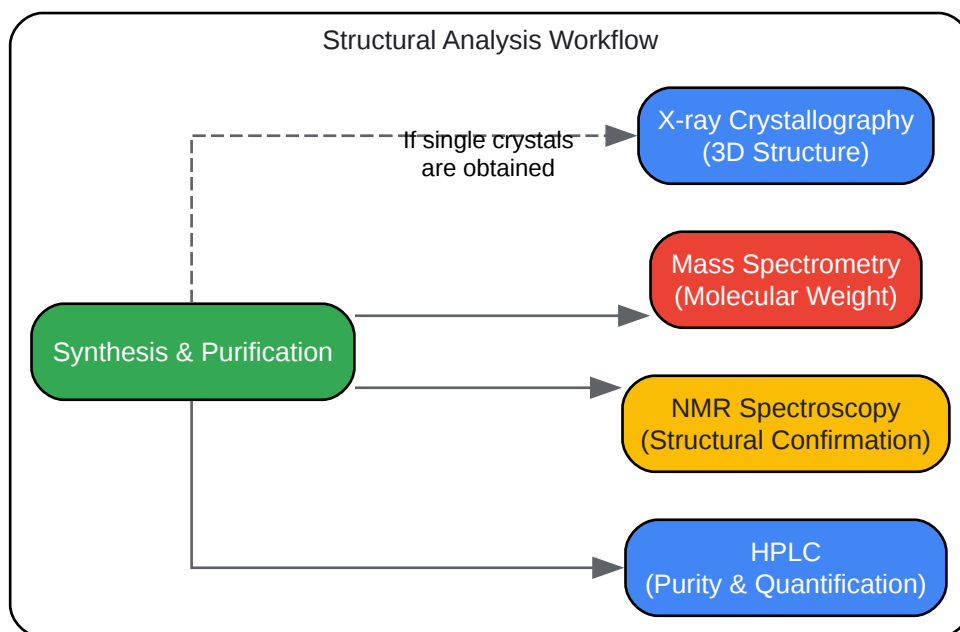 Structural Analysis Workflow
X-ray Crystallography
(3D Structure)
If single crystals
are obtained
Mass Spectrometry
(Molecular Weight)
Synthesis & Purification
NMR Spectroscopy
(Structural Confirmation)
HPLC
(Purity & Quantification)